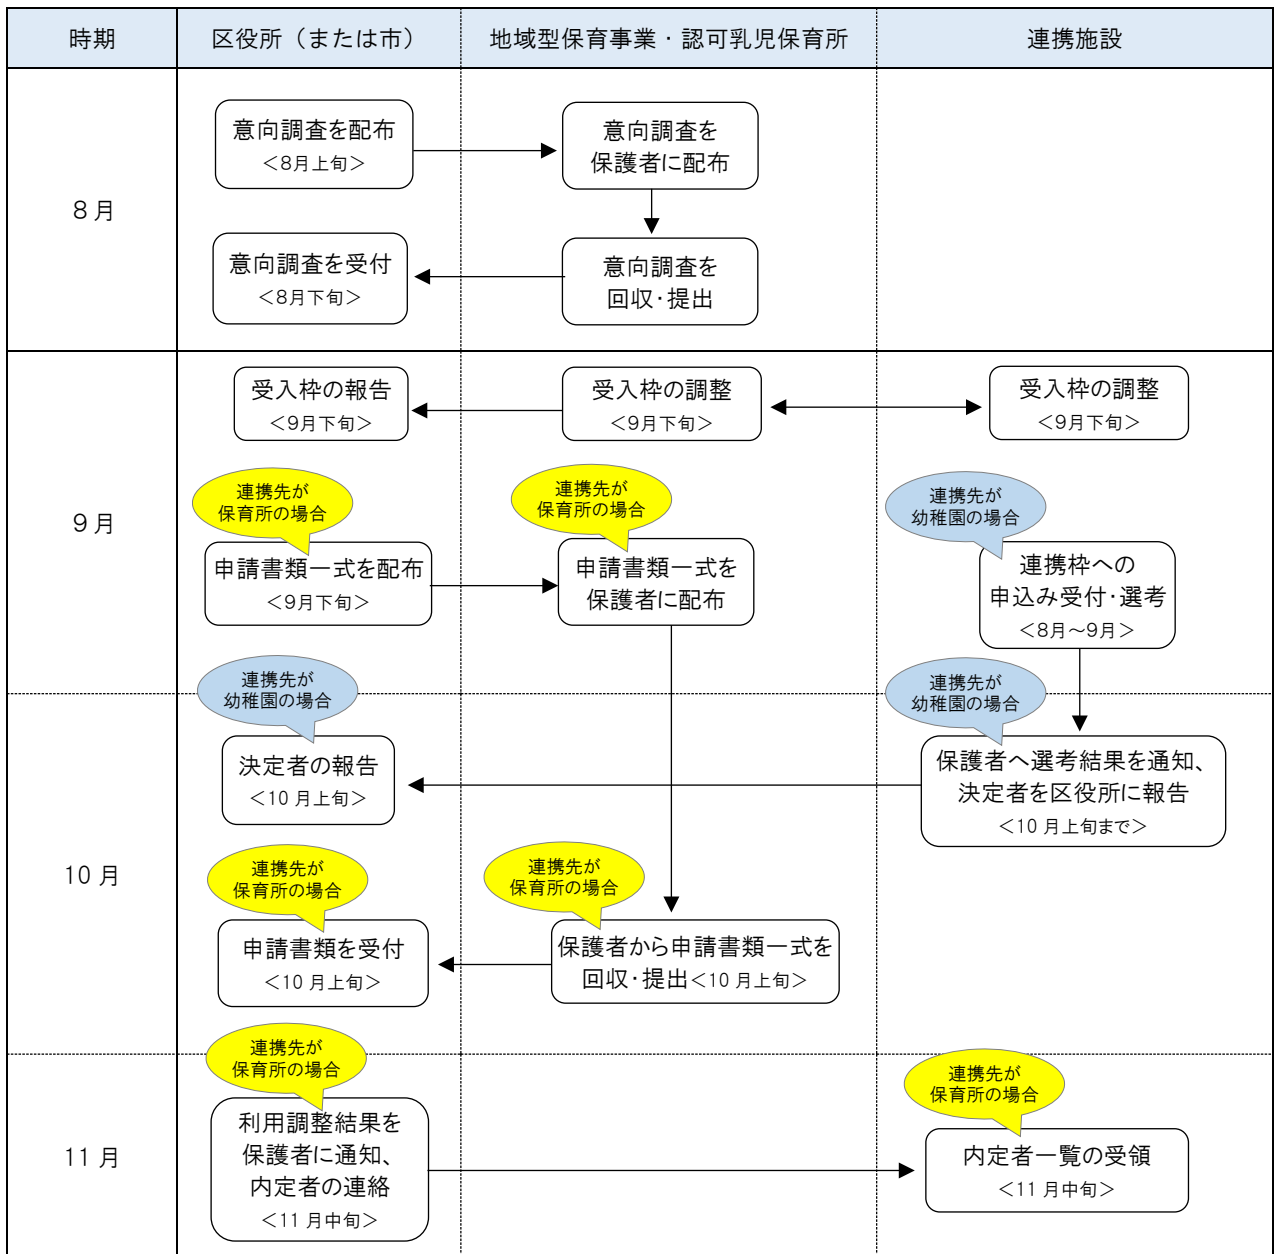 時期
区役所（または市）
地域型保育事業・認可乳児保育所
連携施設
8月
意向調査を配布
＜8月上旬＞
意向調査を
保護者に配布
意向調査を受付
＜8月下旬＞
意向調査を
回収・提出
9月
受入枠の報告
＜9月下旬＞
受入枠の調整
＜9月下旬＞
受入枠の調整
＜9月下旬＞
連携先が
保育所の場合
申請書類一式を配布
＜9月下旬＞
連携先が
保育所の場合
申請書類一式を
保護者に配布
連携先が
幼稚園の場合
連携枠への
申込み受付・選考
＜8月～9月＞
10月
連携先が
幼稚園の場合
決定者の報告
＜10月上旬＞
連携先が
幼稚園の場合
保護者へ選考結果を通知、
決定者を区役所に報告
＜10月上旬まで＞
連携先が
保育所の場合
申請書類を受付
＜10月上旬＞
連携先が
保育所の場合
保護者から申請書類一式を
回収・提出＜10月上旬＞
11月
連携先が
保育所の場合
利用調整結果を
保護者に通知、
内定者の連絡
＜11月中旬＞
連携先が
保育所の場合
内定者一覧の受領
＜11月中旬＞